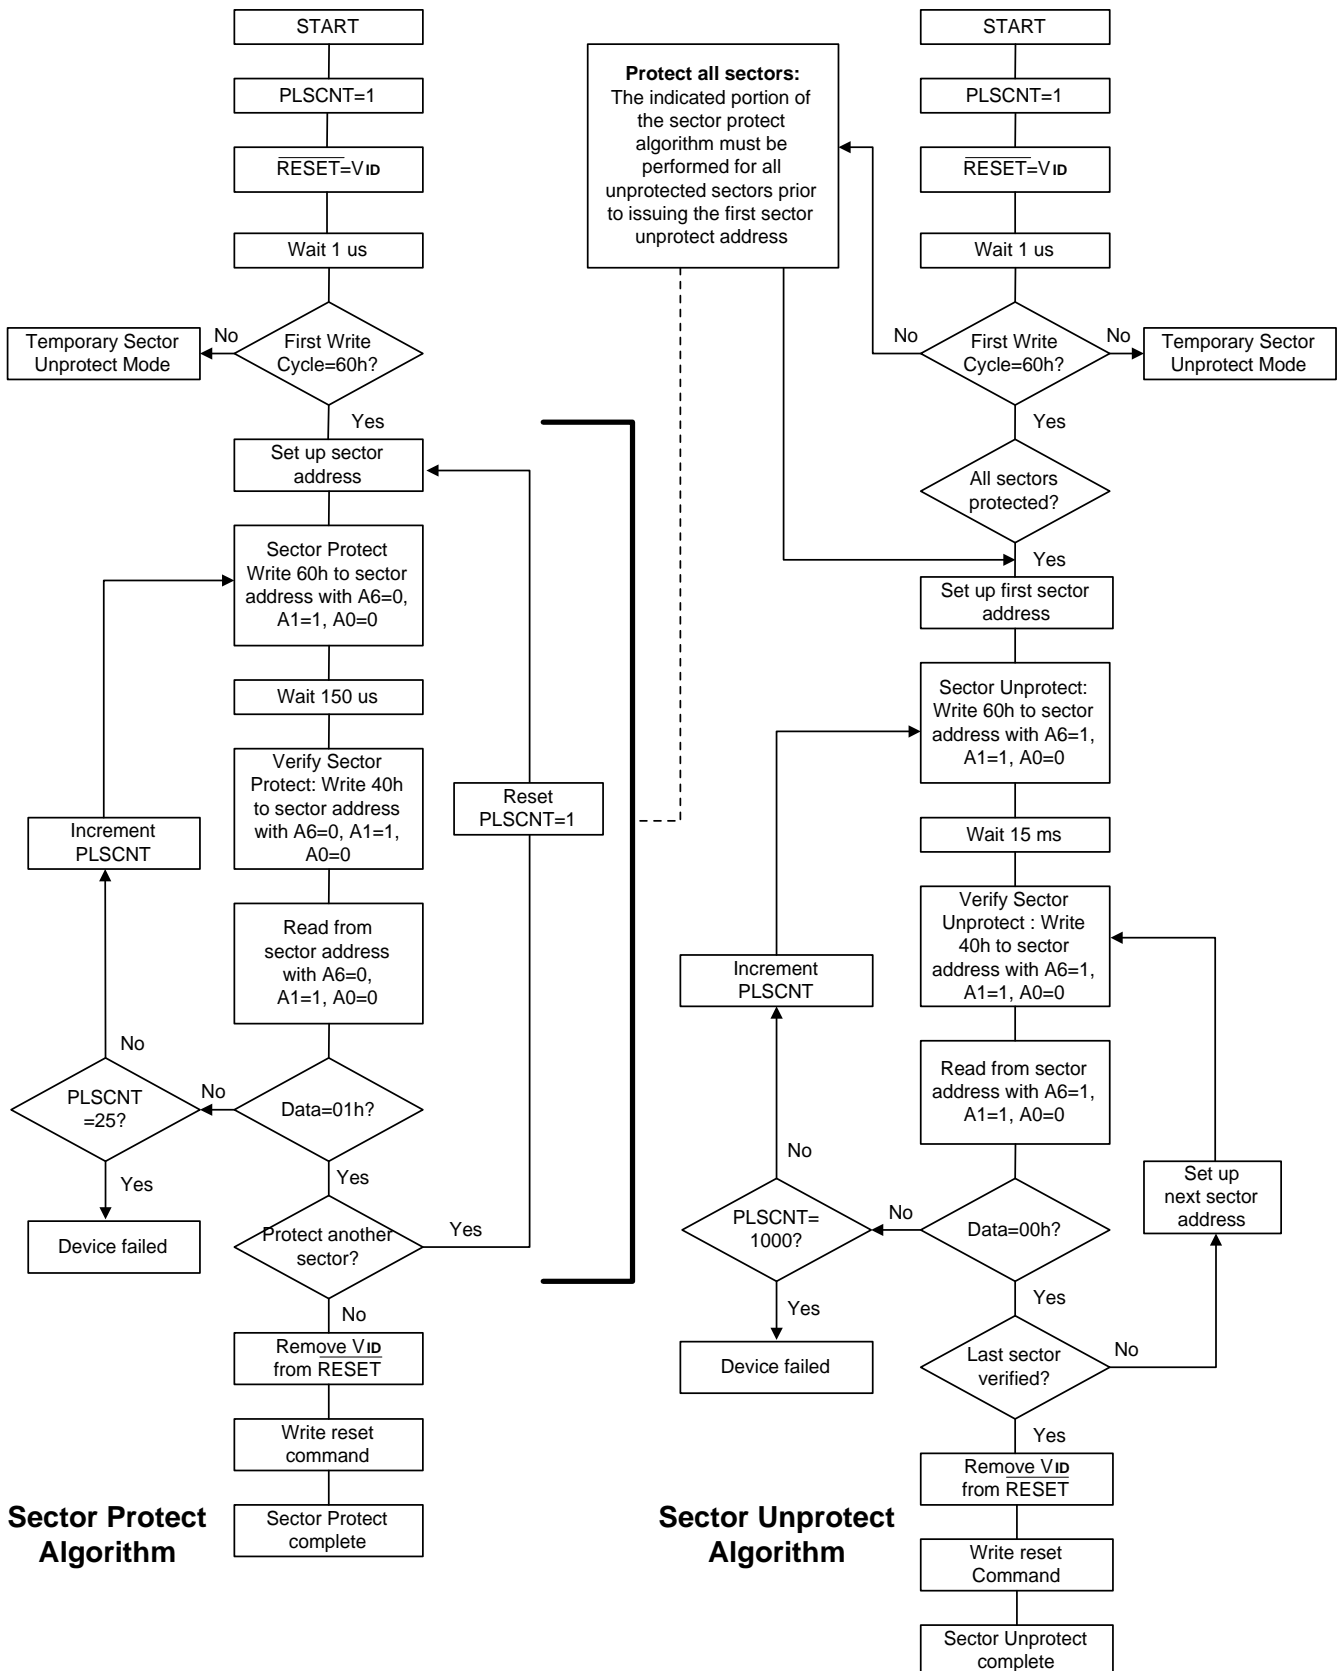 START
PLSCNT=1
RESET=VID
Wait 1 us
First Write
Cycle=60h?
No
Temporary Sector
Unprotect Mode
Yes
Set up sector
address
Sector Protect
Write 60h to sector
address with A6=0,
A1=1, A0=0
Wait 150 us
Verify Sector
Protect: Write 40h
to sector address
with A6=0, A1=1,
A0=0
Reset
PLSCNT=1
Increment
PLSCNT
Read from
sector address
with A6=0,
A1=1, A0=0
No
PLSCNT
=25?
No
Data=01h?
Yes
Device failed
Yes
Protect another
sector?
Yes
No
Remove VID
from RESET
Write reset
command
Sector Protect
complete
Sector Protect
Algorithm
Protect all sectors:
The indicated portion of
the sector protect
algorithm must be
performed for all
unprotected sectors prior
to issuing the first sector
unprotect address
START
PLSCNT=1
RESET=VID
Wait 1 us
No
First Write
Cycle=60h?
No
Temporary Sector
Unprotect Mode
Yes
All sectors
protected?
Yes
Set up first sector
address
Sector Unprotect:
Write 60h to sector
address with A6=1,
A1=1, A0=0
Wait 15 ms
Verify Sector
Unprotect : Write
40h to sector
address with A6=1,
A1=1, A0=0
Increment
PLSCNT
Read from sector
address with A6=1,
A1=1, A0=0
No
PLSCNT=
1000?
No
Data=00h?
Set up
next sector
address
Yes
Device failed
Yes
Last sector
verified?
No
Yes
Remove VID
from RESET
Write reset
Command
Sector Unprotect
complete
Sector Unprotect
Algorithm